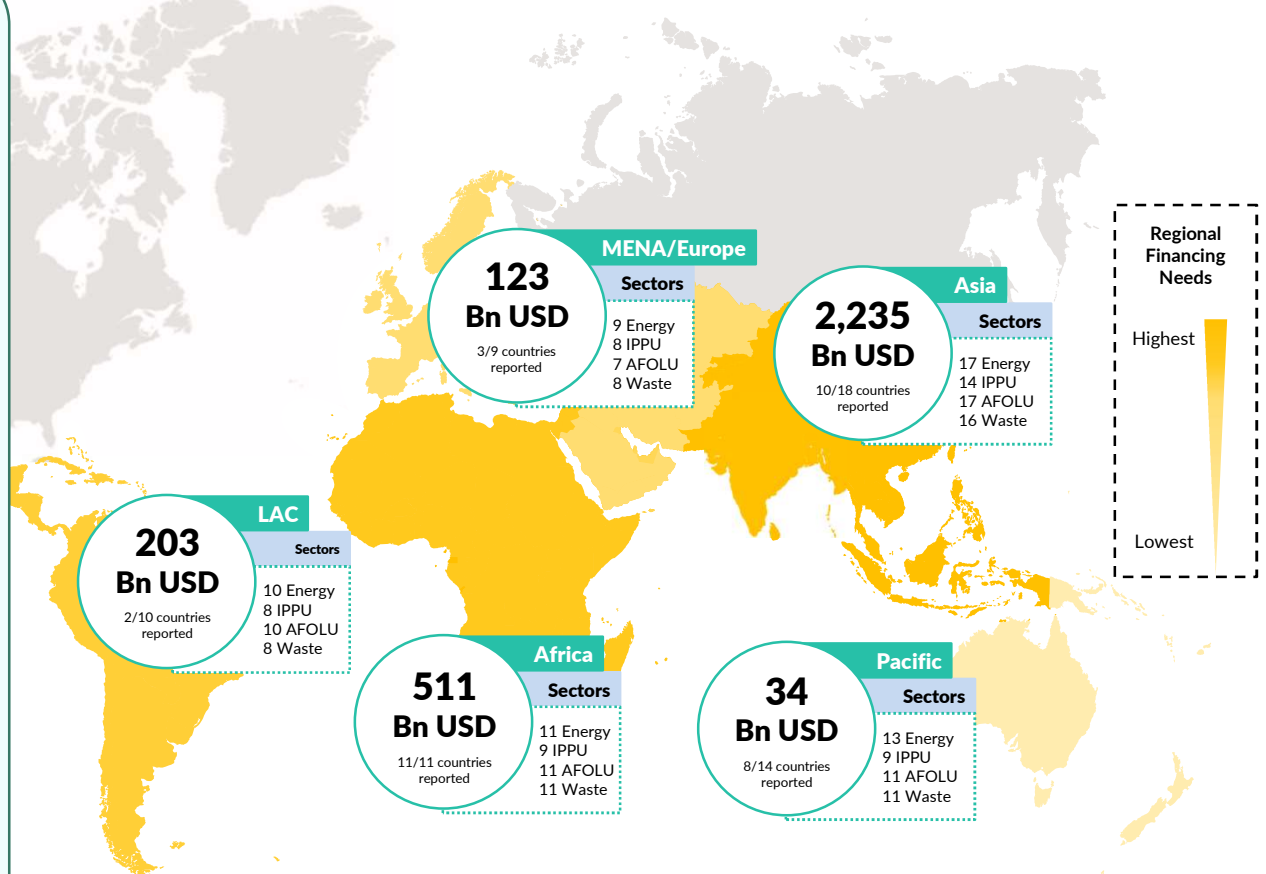 MENA/Europe
123
Bn USD
3/9 countries
reported
Sectors
9 Energy
8 IPPU
7 AFOLU
8 Waste
Asia
2,235
Bn USD
10/18 countries
reported
Sectors
17 Energy
14 IPPU
17 AFOLU
16 Waste
Regional
Financing
Needs
Highest
Lowest
LAC
203
Bn USD
2/10 countries
reported
Sectors
10 Energy
8 IPPU
10 AFOLU
8 Waste
Africa
511
Bn USD
11/11 countries
reported
Sectors
11 Energy
9 IPPU
11 AFOLU
11 Waste
Pacific
34
Bn USD
8/14 countries
reported
Sectors
13 Energy
9 IPPU
11 AFOLU
11 Waste